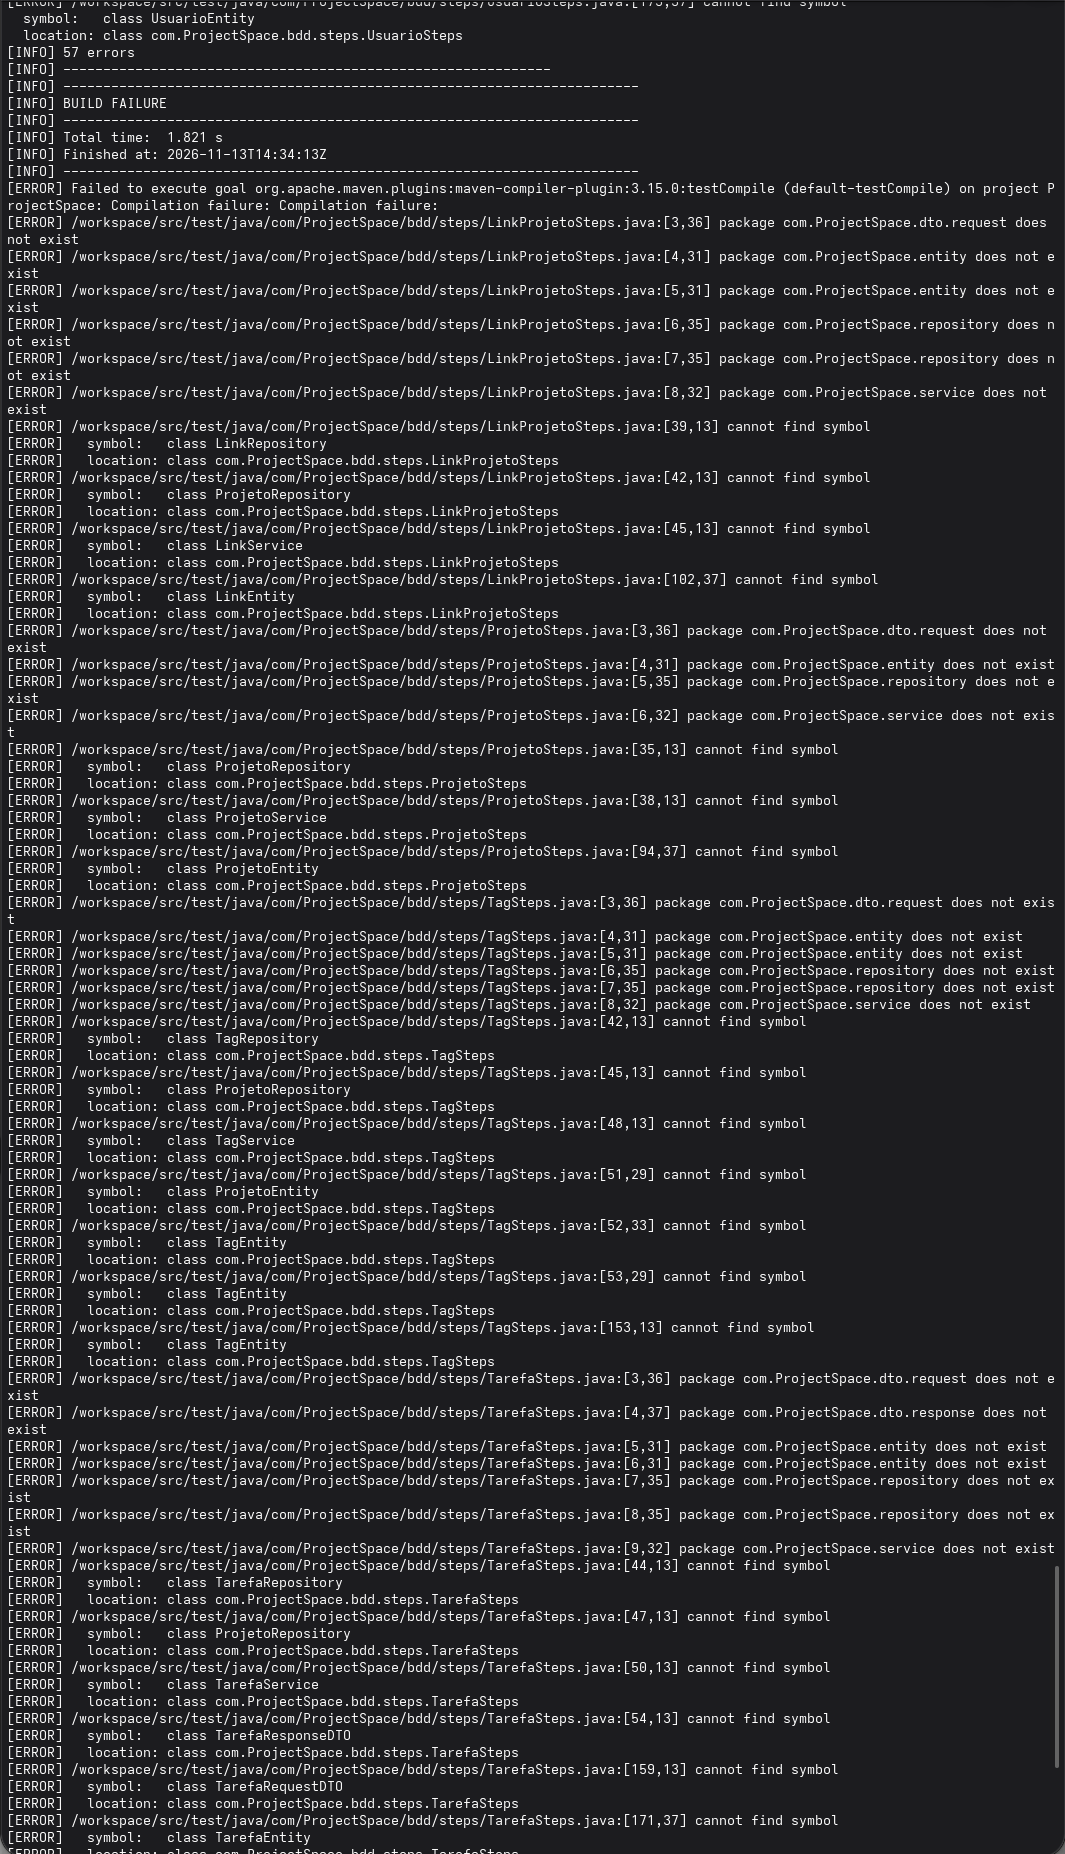 [ERROR] /workspace/src/test/java/com/ProjectSpace/bdd/steps/UsuarioSteps.java:[173,37] cannot find symbol
  symbol:   class UsuarioEntity
  location: class com.ProjectSpace.bdd.steps.UsuarioSteps
[INFO] 57 errors
[INFO] -------------------------------------------------------------
[INFO] ------------------------------------------------------------------------
[INFO] BUILD FAILURE
[INFO] ------------------------------------------------------------------------
[INFO] Total time:  1.821 s
[INFO] Finished at: 2026-11-13T14:34:13Z
[INFO] ------------------------------------------------------------------------
[ERROR] Failed to execute goal org.apache.maven.plugins:maven-compiler-plugin:3.15.0:testCompile (default-testCompile) on project P
rojectSpace: Compilation failure: Compilation failure:
[ERROR] /workspace/src/test/java/com/ProjectSpace/bdd/steps/LinkProjetoSteps.java:[3,36] package com.ProjectSpace.dto.request does
not exist
[ERROR] /workspace/src/test/java/com/ProjectSpace/bdd/steps/LinkProjetoSteps.java:[4,31] package com.ProjectSpace.entity does not e
xist
[ERROR] /workspace/src/test/java/com/ProjectSpace/bdd/steps/LinkProjetoSteps.java:[5,31] package com.ProjectSpace.entity does not e
xist
[ERROR] /workspace/src/test/java/com/ProjectSpace/bdd/steps/LinkProjetoSteps.java:[6,35] package com.ProjectSpace.repository does n
ot exist
[ERROR] /workspace/src/test/java/com/ProjectSpace/bdd/steps/LinkProjetoSteps.java:[7,35] package com.ProjectSpace.repository does n
ot exist
[ERROR] /workspace/src/test/java/com/ProjectSpace/bdd/steps/LinkProjetoSteps.java:[8,32] package com.ProjectSpace.service does not
exist
[ERROR] /workspace/src/test/java/com/ProjectSpace/bdd/steps/LinkProjetoSteps.java:[39,13] cannot find symbol
[ERROR]   symbol:   class LinkRepository
[ERROR]   location: class com.ProjectSpace.bdd.steps.LinkProjetoSteps
[ERROR] /workspace/src/test/java/com/ProjectSpace/bdd/steps/LinkProjetoSteps.java:[42,13] cannot find symbol
[ERROR]   symbol:   class ProjetoRepository
[ERROR]   location: class com.ProjectSpace.bdd.steps.LinkProjetoSteps
[ERROR] /workspace/src/test/java/com/ProjectSpace/bdd/steps/LinkProjetoSteps.java:[45,13] cannot find symbol
[ERROR]   symbol:   class LinkService
[ERROR]   location: class com.ProjectSpace.bdd.steps.LinkProjetoSteps
[ERROR] /workspace/src/test/java/com/ProjectSpace/bdd/steps/LinkProjetoSteps.java:[102,37] cannot find symbol
[ERROR]   symbol:   class LinkEntity
[ERROR]   location: class com.ProjectSpace.bdd.steps.LinkProjetoSteps
[ERROR] /workspace/src/test/java/com/ProjectSpace/bdd/steps/ProjetoSteps.java:[3,36] package com.ProjectSpace.dto.request does not
exist
[ERROR] /workspace/src/test/java/com/ProjectSpace/bdd/steps/ProjetoSteps.java:[4,31] package com.ProjectSpace.entity does not exist
[ERROR] /workspace/src/test/java/com/ProjectSpace/bdd/steps/ProjetoSteps.java:[5,35] package com.ProjectSpace.repository does not e
xist
[ERROR] /workspace/src/test/java/com/ProjectSpace/bdd/steps/ProjetoSteps.java:[6,32] package com.ProjectSpace.service does not exis
t
[ERROR] /workspace/src/test/java/com/ProjectSpace/bdd/steps/ProjetoSteps.java:[35,13] cannot find symbol
[ERROR]   symbol:   class ProjetoRepository
[ERROR]   location: class com.ProjectSpace.bdd.steps.ProjetoSteps
[ERROR] /workspace/src/test/java/com/ProjectSpace/bdd/steps/ProjetoSteps.java:[38,13] cannot find symbol
[ERROR]   symbol:   class ProjetoService
[ERROR]   location: class com.ProjectSpace.bdd.steps.ProjetoSteps
[ERROR] /workspace/src/test/java/com/ProjectSpace/bdd/steps/ProjetoSteps.java:[94,37] cannot find symbol
[ERROR]   symbol:   class ProjetoEntity
[ERROR]   location: class com.ProjectSpace.bdd.steps.ProjetoSteps
[ERROR] /workspace/src/test/java/com/ProjectSpace/bdd/steps/TagSteps.java:[3,36] package com.ProjectSpace.dto.request does not exis
t
[ERROR] /workspace/src/test/java/com/ProjectSpace/bdd/steps/TagSteps.java:[4,31] package com.ProjectSpace.entity does not exist
[ERROR] /workspace/src/test/java/com/ProjectSpace/bdd/steps/TagSteps.java:[5,31] package com.ProjectSpace.entity does not exist
[ERROR] /workspace/src/test/java/com/ProjectSpace/bdd/steps/TagSteps.java:[6,35] package com.ProjectSpace.repository does not exist
[ERROR] /workspace/src/test/java/com/ProjectSpace/bdd/steps/TagSteps.java:[7,35] package com.ProjectSpace.repository does not exist
[ERROR] /workspace/src/test/java/com/ProjectSpace/bdd/steps/TagSteps.java:[8,32] package com.ProjectSpace.service does not exist
[ERROR] /workspace/src/test/java/com/ProjectSpace/bdd/steps/TagSteps.java:[42,13] cannot find symbol
[ERROR]   symbol:   class TagRepository
[ERROR]   location: class com.ProjectSpace.bdd.steps.TagSteps
[ERROR] /workspace/src/test/java/com/ProjectSpace/bdd/steps/TagSteps.java:[45,13] cannot find symbol
[ERROR]   symbol:   class ProjetoRepository
[ERROR]   location: class com.ProjectSpace.bdd.steps.TagSteps
[ERROR] /workspace/src/test/java/com/ProjectSpace/bdd/steps/TagSteps.java:[48,13] cannot find symbol
[ERROR]   symbol:   class TagService
[ERROR]   location: class com.ProjectSpace.bdd.steps.TagSteps
[ERROR] /workspace/src/test/java/com/ProjectSpace/bdd/steps/TagSteps.java:[51,29] cannot find symbol
[ERROR]   symbol:   class ProjetoEntity
[ERROR]   location: class com.ProjectSpace.bdd.steps.TagSteps
[ERROR] /workspace/src/test/java/com/ProjectSpace/bdd/steps/TagSteps.java:[52,33] cannot find symbol
[ERROR]   symbol:   class TagEntity
[ERROR]   location: class com.ProjectSpace.bdd.steps.TagSteps
[ERROR] /workspace/src/test/java/com/ProjectSpace/bdd/steps/TagSteps.java:[53,29] cannot find symbol
[ERROR]   symbol:   class TagEntity
[ERROR]   location: class com.ProjectSpace.bdd.steps.TagSteps
[ERROR] /workspace/src/test/java/com/ProjectSpace/bdd/steps/TagSteps.java:[153,13] cannot find symbol
[ERROR]   symbol:   class TagEntity
[ERROR]   location: class com.ProjectSpace.bdd.steps.TagSteps
[ERROR] /workspace/src/test/java/com/ProjectSpace/bdd/steps/TarefaSteps.java:[3,36] package com.ProjectSpace.dto.request does not e
xist
[ERROR] /workspace/src/test/java/com/ProjectSpace/bdd/steps/TarefaSteps.java:[4,37] package com.ProjectSpace.dto.response does not
exist
[ERROR] /workspace/src/test/java/com/ProjectSpace/bdd/steps/TarefaSteps.java:[5,31] package com.ProjectSpace.entity does not exist
[ERROR] /workspace/src/test/java/com/ProjectSpace/bdd/steps/TarefaSteps.java:[6,31] package com.ProjectSpace.entity does not exist
[ERROR] /workspace/src/test/java/com/ProjectSpace/bdd/steps/TarefaSteps.java:[7,35] package com.ProjectSpace.repository does not ex
ist
[ERROR] /workspace/src/test/java/com/ProjectSpace/bdd/steps/TarefaSteps.java:[8,35] package com.ProjectSpace.repository does not ex
ist
[ERROR] /workspace/src/test/java/com/ProjectSpace/bdd/steps/TarefaSteps.java:[9,32] package com.ProjectSpace.service does not exist
[ERROR] /workspace/src/test/java/com/ProjectSpace/bdd/steps/TarefaSteps.java:[44,13] cannot find symbol
[ERROR]   symbol:   class TarefaRepository
[ERROR]   location: class com.ProjectSpace.bdd.steps.TarefaSteps
[ERROR] /workspace/src/test/java/com/ProjectSpace/bdd/steps/TarefaSteps.java:[47,13] cannot find symbol
[ERROR]   symbol:   class ProjetoRepository
[ERROR]   location: class com.ProjectSpace.bdd.steps.TarefaSteps
[ERROR] /workspace/src/test/java/com/ProjectSpace/bdd/steps/TarefaSteps.java:[50,13] cannot find symbol
[ERROR]   symbol:   class TarefaService
[ERROR]   location: class com.ProjectSpace.bdd.steps.TarefaSteps
[ERROR] /workspace/src/test/java/com/ProjectSpace/bdd/steps/TarefaSteps.java:[54,13] cannot find symbol
[ERROR]   symbol:   class TarefaResponseDTO
[ERROR]   location: class com.ProjectSpace.bdd.steps.TarefaSteps
[ERROR] /workspace/src/test/java/com/ProjectSpace/bdd/steps/TarefaSteps.java:[159,13] cannot find symbol
[ERROR]   symbol:   class TarefaRequestDTO
[ERROR]   location: class com.ProjectSpace.bdd.steps.TarefaSteps
[ERROR] /workspace/src/test/java/com/ProjectSpace/bdd/steps/TarefaSteps.java:[171,37] cannot find symbol
[ERROR]   symbol:   class TarefaEntity
[ERROR]   location: class com.ProjectSpace.bdd.steps.TarefaSteps